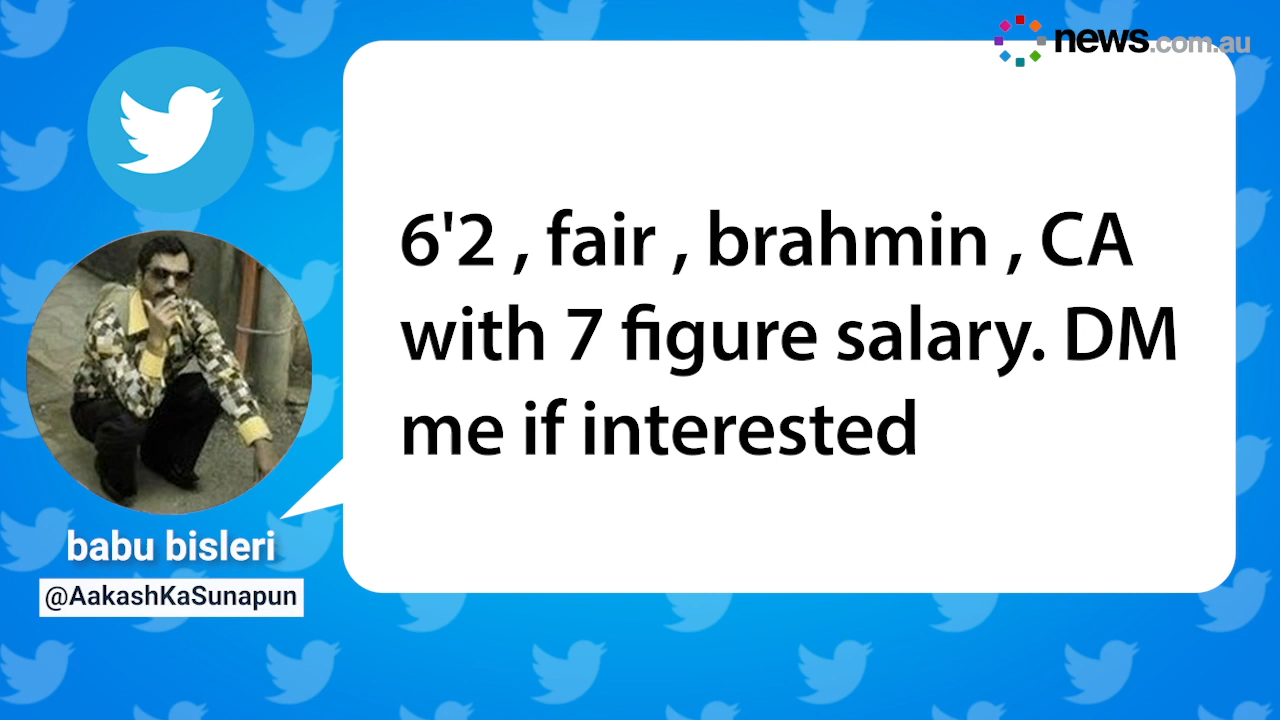 news.com.au
6'2 , fair , brahmin , CA
with 7 figure salary. DM
me if interested
babu bisleri
@AakashKaSunapun